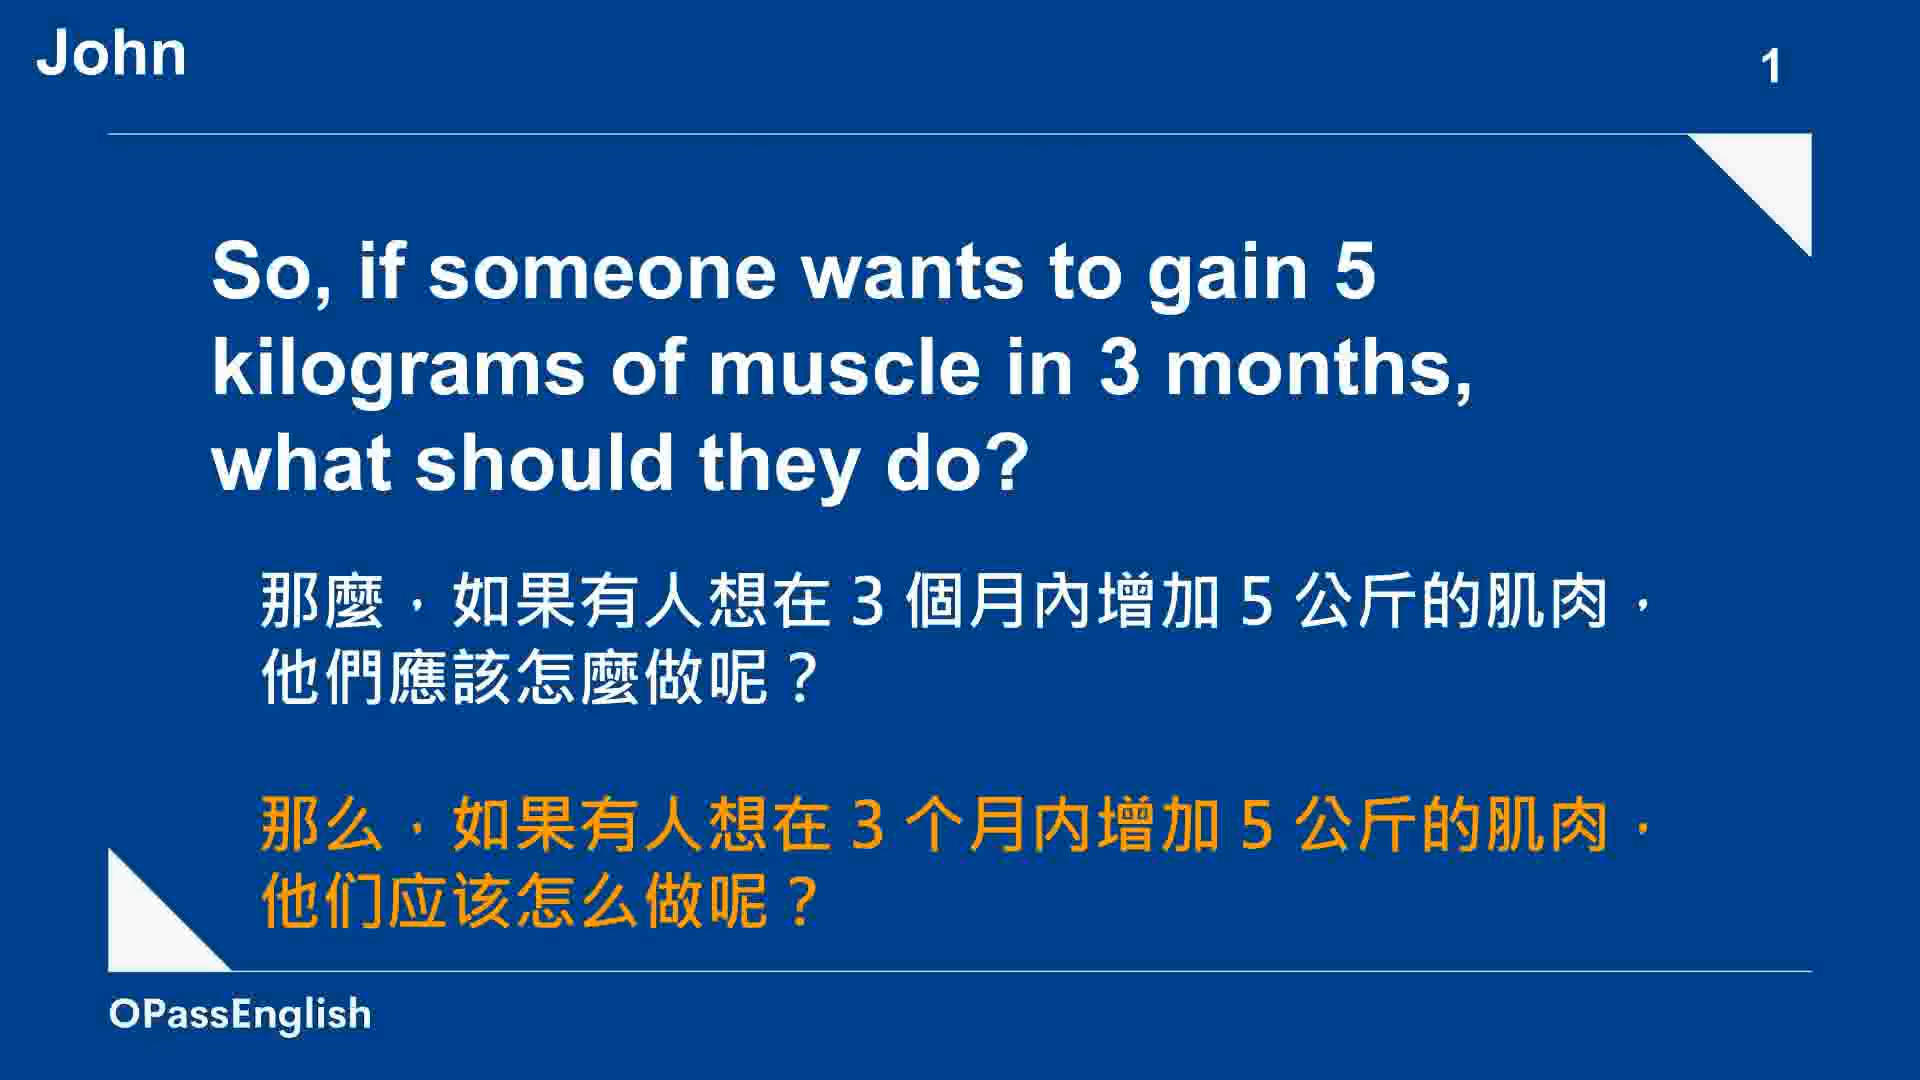 John
1
So, if someone wants to gain 5
kilograms of muscle in 3 months,
what should they do?
那麼，如果有人想在 3 個月內增加 5 公斤的肌肉，
他們應該怎麼做呢？
那么，如果有人想在 3 个月内增加 5 公斤的肌肉，
他们应该怎么做呢？
OPassEnglish